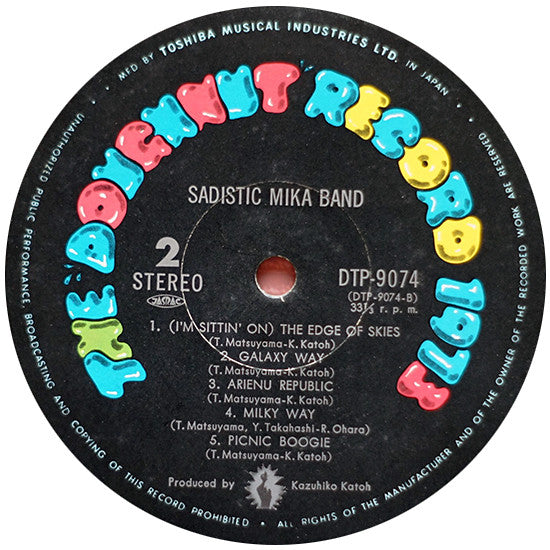 MFD BY TOSHIBA MUSICAL INDUSTRIES LTD. IN JAPAN
UNAUTHORIZED PUBLIC PERFORMANCE, BROADCASTING AND COPYING OF THIS RECORD PROHIBITED • ALL RIGHTS OF THE MANUFACTURER AND OF THE OWNER OF THE RECORDED WORK ARE RESERVED
THE DOUGHNUT RECORD
SADISTIC MIKA BAND
2
STEREO
JASRAC
DTP-9074
(DTP-9074-B)
33⅓ r. p. m.
1. (I'M SITTIN' ON) THE EDGE OF SKIES
(T. Matsuyama-K. Katoh)
2. GALAXY WAY
(T. Matsuyama-K. Katoh)
3. ARIENU REPUBLIC
(T. Matsuyama-K. Katoh)
4. MILKY WAY
(T. Matsuyama, Y. Takahashi-R. Ohara)
5. PICNIC BOOGIE
(T. Matsuyama-K. Katoh)
Produced by Kazuhiko Katoh